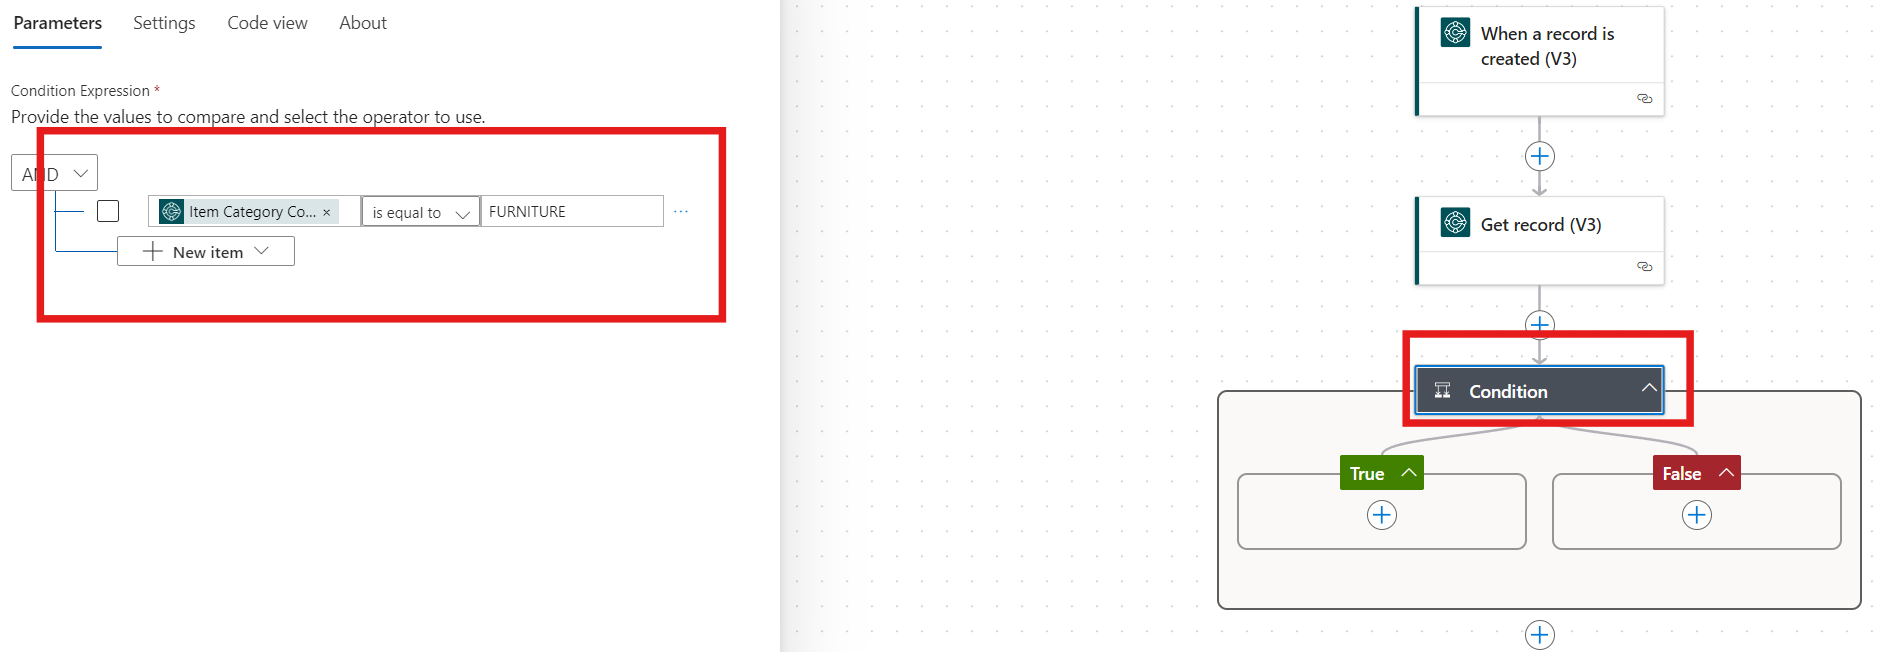 Parameters Settings Code view About
Condition Expression *
Provide the values to compare and select the operator to use.
AND
Item Category Co... × is equal to FURNITURE ...
New item
When a record is
created (V3)
Get record (V3)
Condition
True False